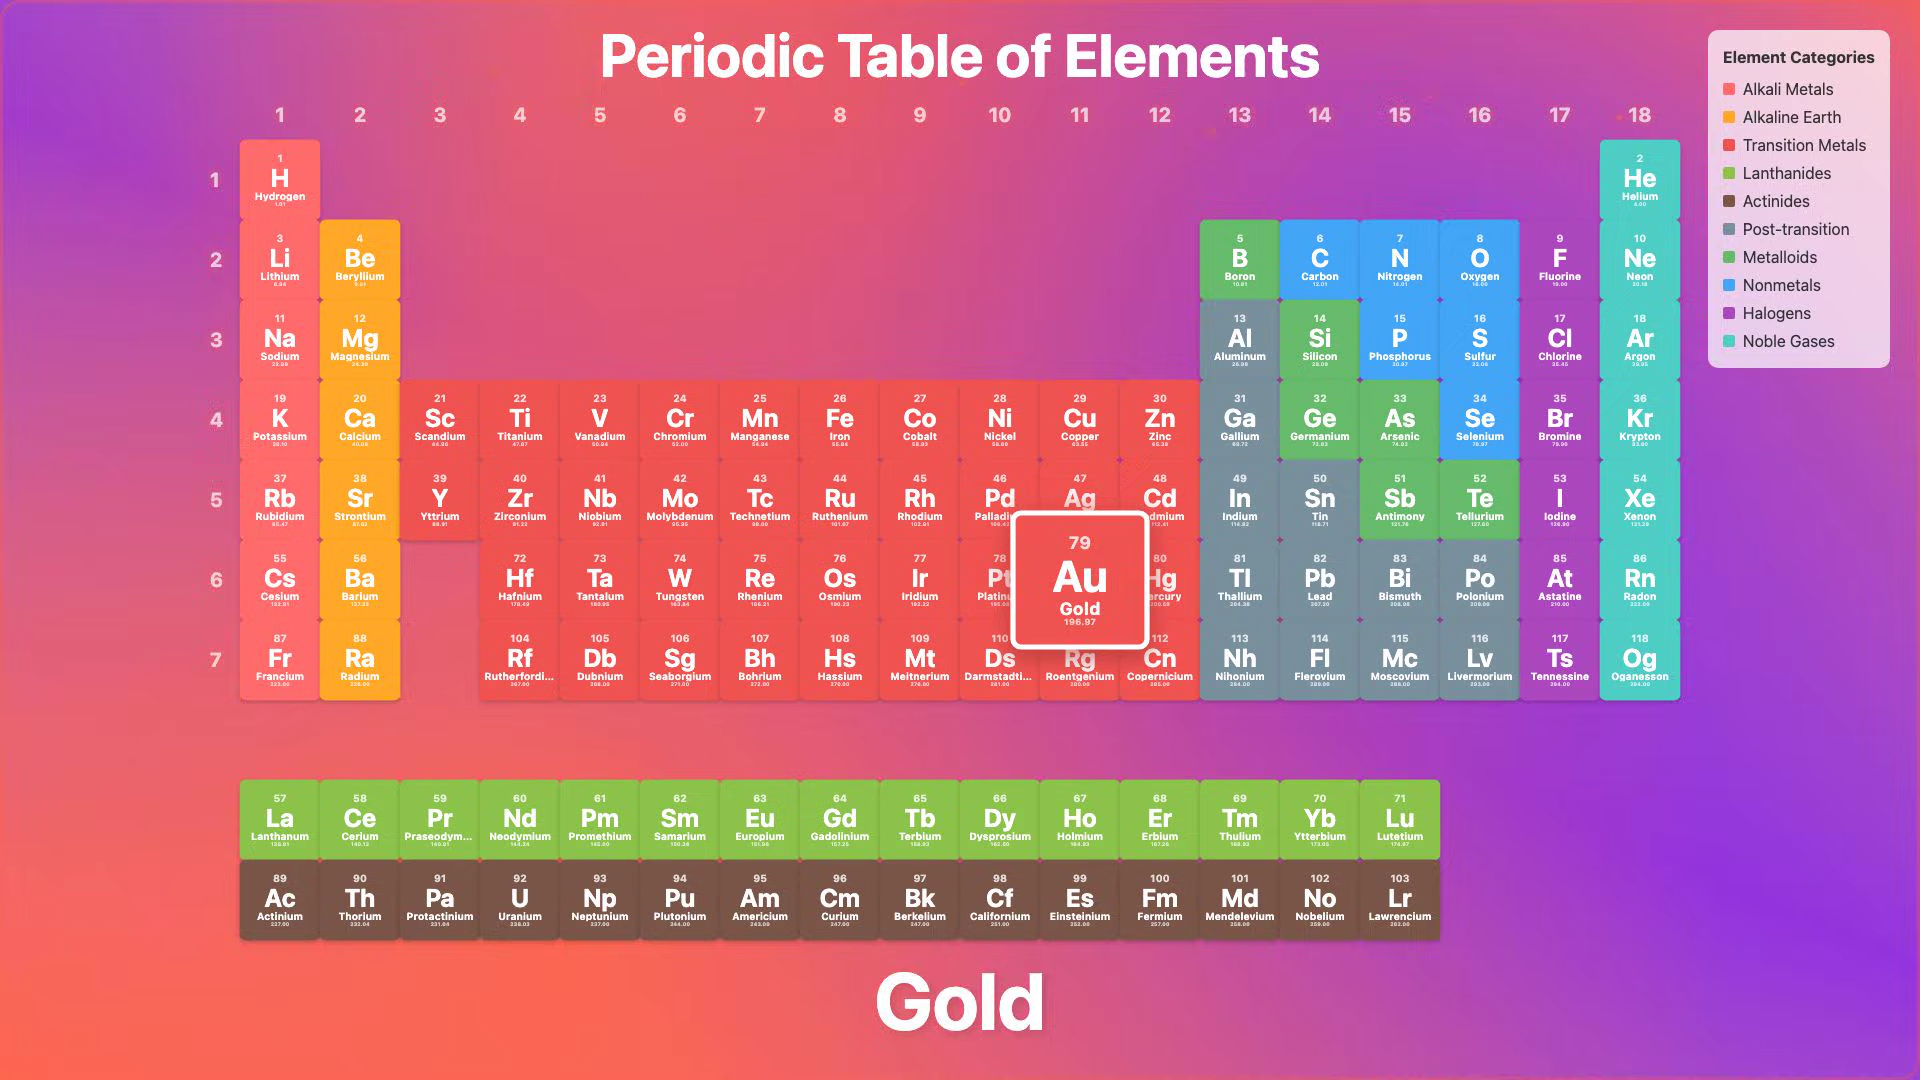 Periodic Table of Elements
1 2 3 4 5 6 7 8 9 10 11 12 13 14 15 16 17 18
Element Categories
Alkali Metals
Alkaline Earth
Transition Metals
Lanthanides
Actinides
Post-transition
Metalloids
Nonmetals
Halogens
Noble Gases
1 2
1 H He
Hydrogen Helium
3 4 5 6 7 8 9 10
2 Li Be B C N O F Ne
Lithium Beryllium Boron Carbon Nitrogen Oxygen Fluorine Neon
11 12 13 14 15 16 17 18
3 Na Mg Al Si P S Cl Ar
Sodium Magnesium Aluminum Silicon Phosphorus Sulfur Chlorine Argon
19 20 21 22 23 24 25 26 27 28 29 30 31 32 33 34 35 36
4 K Ca Sc Ti V Cr Mn Fe Co Ni Cu Zn Ga Ge As Se Br Kr
Potassium Calcium Scandium Titanium Vanadium Chromium Manganese Iron Cobalt Nickel Copper Zinc Gallium Germanium Arsenic Selenium Bromine Krypton
37 38 39 40 41 42 43 44 45 46 47 48 49 50 51 52 53 54
5 Rb Sr Y Zr Nb Mo Tc Ru Rh Pd Ag Cd In Sn Sb Te I Xe
Rubidium Strontium Yttrium Zirconium Niobium Molybdenum Technetium Ruthenium Rhodium Indium Tin Antimony Tellurium Iodine Xenon
55 56 72 73 74 75 76 77 78 79 80 81 82 83 84 85 86
6 Cs Ba Hf Ta W Re Os Ir Pt Au Hg Tl Pb Bi Po At Rn
Cesium Barium Hafnium Tantalum Tungsten Rhenium Osmium Iridium Gold Thallium Lead Bismuth Polonium Astatine Radon
196.97
87 88 104 105 106 107 108 109 110 112 113 114 115 116 117 118
7 Fr Ra Rf Db Sg Bh Hs Mt Ds Rg Cn Nh Fl Mc Lv Ts Og
Francium Radium Rutherfordi... Dubnium Seaborgium Bohrium Hassium Meitnerium Darmstadti... Roentgenium Copernicium Nihonium Flerovium Moscovium Livermorium Tennessine Oganesson
57 58 59 60 61 62 63 64 65 66 67 68 69 70 71
La Ce Pr Nd Pm Sm Eu Gd Tb Dy Ho Er Tm Yb Lu
Lanthanum Cerium Praseodym... Neodymium Promethium Samarium Europium Gadolinium Terbium Dysprosium Holmium Erbium Thulium Ytterbium Lutetium
89 90 91 92 93 94 95 96 97 98 99 100 101 102 103
Ac Th Pa U Np Pu Am Cm Bk Cf Es Fm Md No Lr
Actinium Thorium Protactinium Uranium Neptunium Plutonium Americium Curium Berkelium Californium Einsteinium Fermium Mendelevium Nobelium Lawrencium
Gold